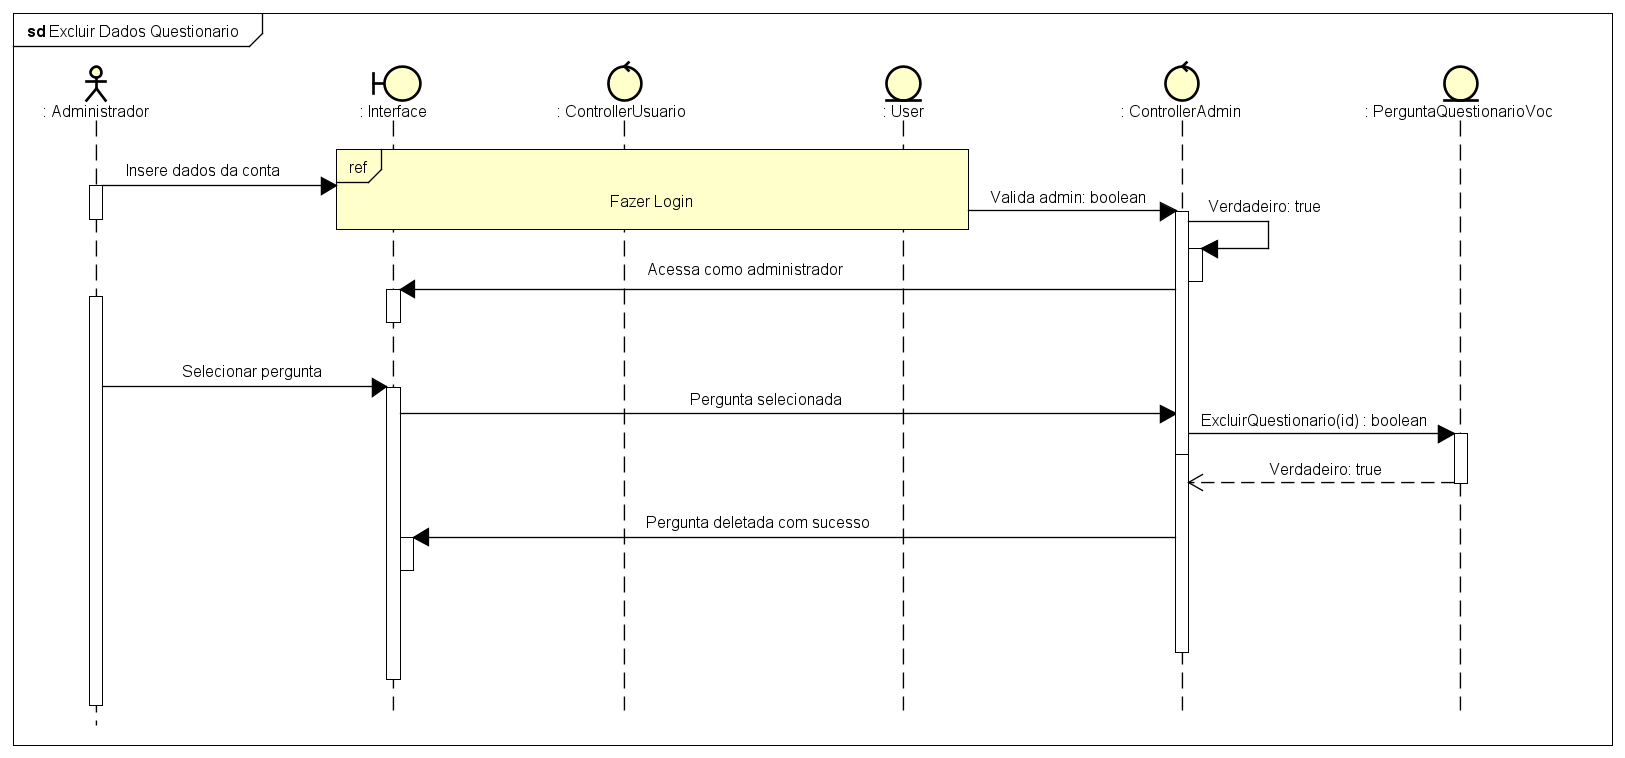 sd Excluir Dados Questionario
: Administrador
: Interface
: ControllerUsuario
: User
: ControllerAdmin
: PerguntaQuestionarioVoc
ref
Insere dados da conta
Fazer Login
Valida admin: boolean
Verdadeiro: true
Acessa como administrador
Selecionar pergunta
Pergunta selecionada
ExcluirQuestionario(id) : boolean
Verdadeiro: true
Pergunta deletada com sucesso